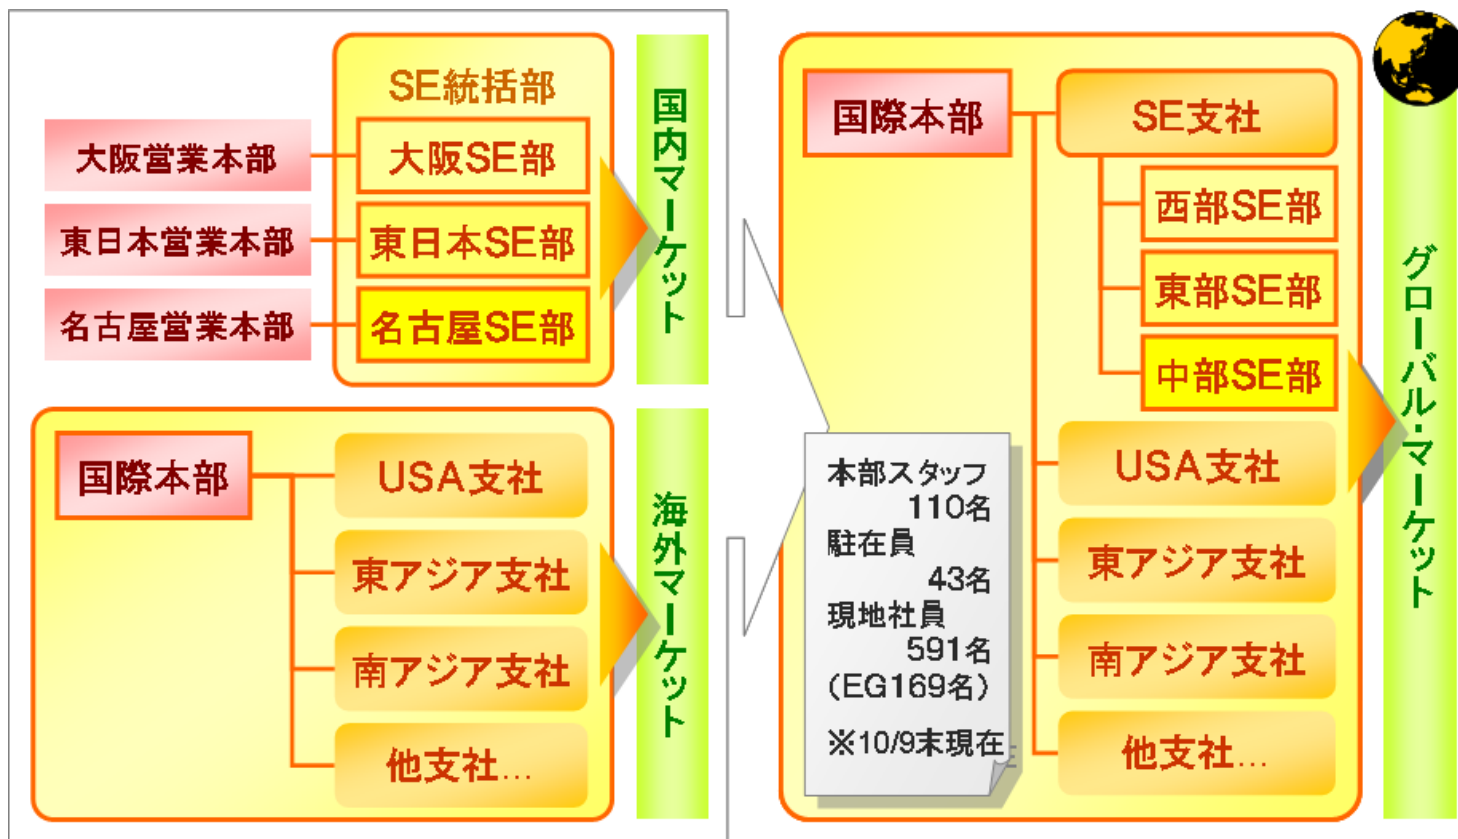 SE統括部
大阪営業本部
大阪SE部
東日本営業本部
東日本SE部
名古屋営業本部
名古屋SE部
国内マーケット
国際本部
USA支社
東アジア支社
南アジア支社
他支社...
海外マーケット
国際本部
SE支社
西部SE部
東部SE部
中部SE部
USA支社
東アジア支社
南アジア支社
他支社...
本部スタッフ
110名
駐在員
43名
現地社員
591名
(EG169名)
※10/9末現在
グローバル・マーケット